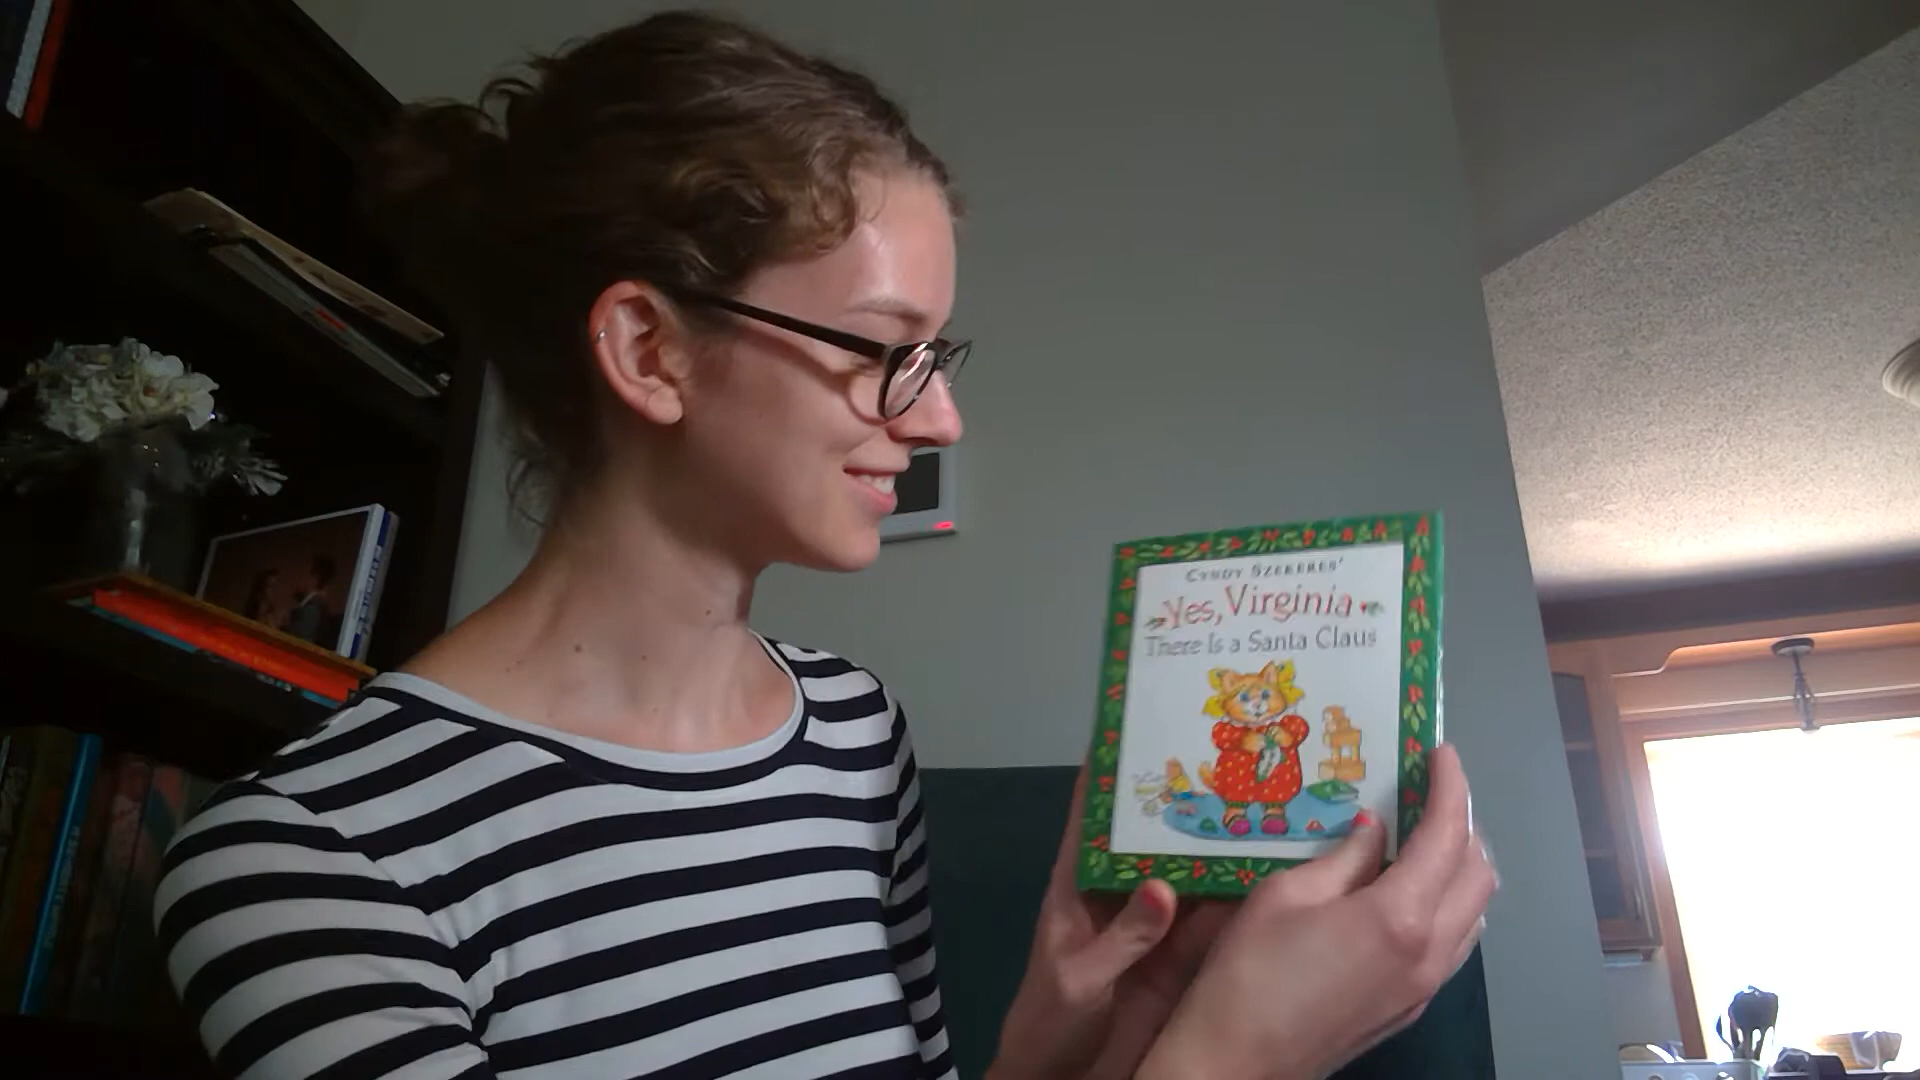 CYNDY SZEKERES'
Yes, Virginia
There Is a Santa Claus